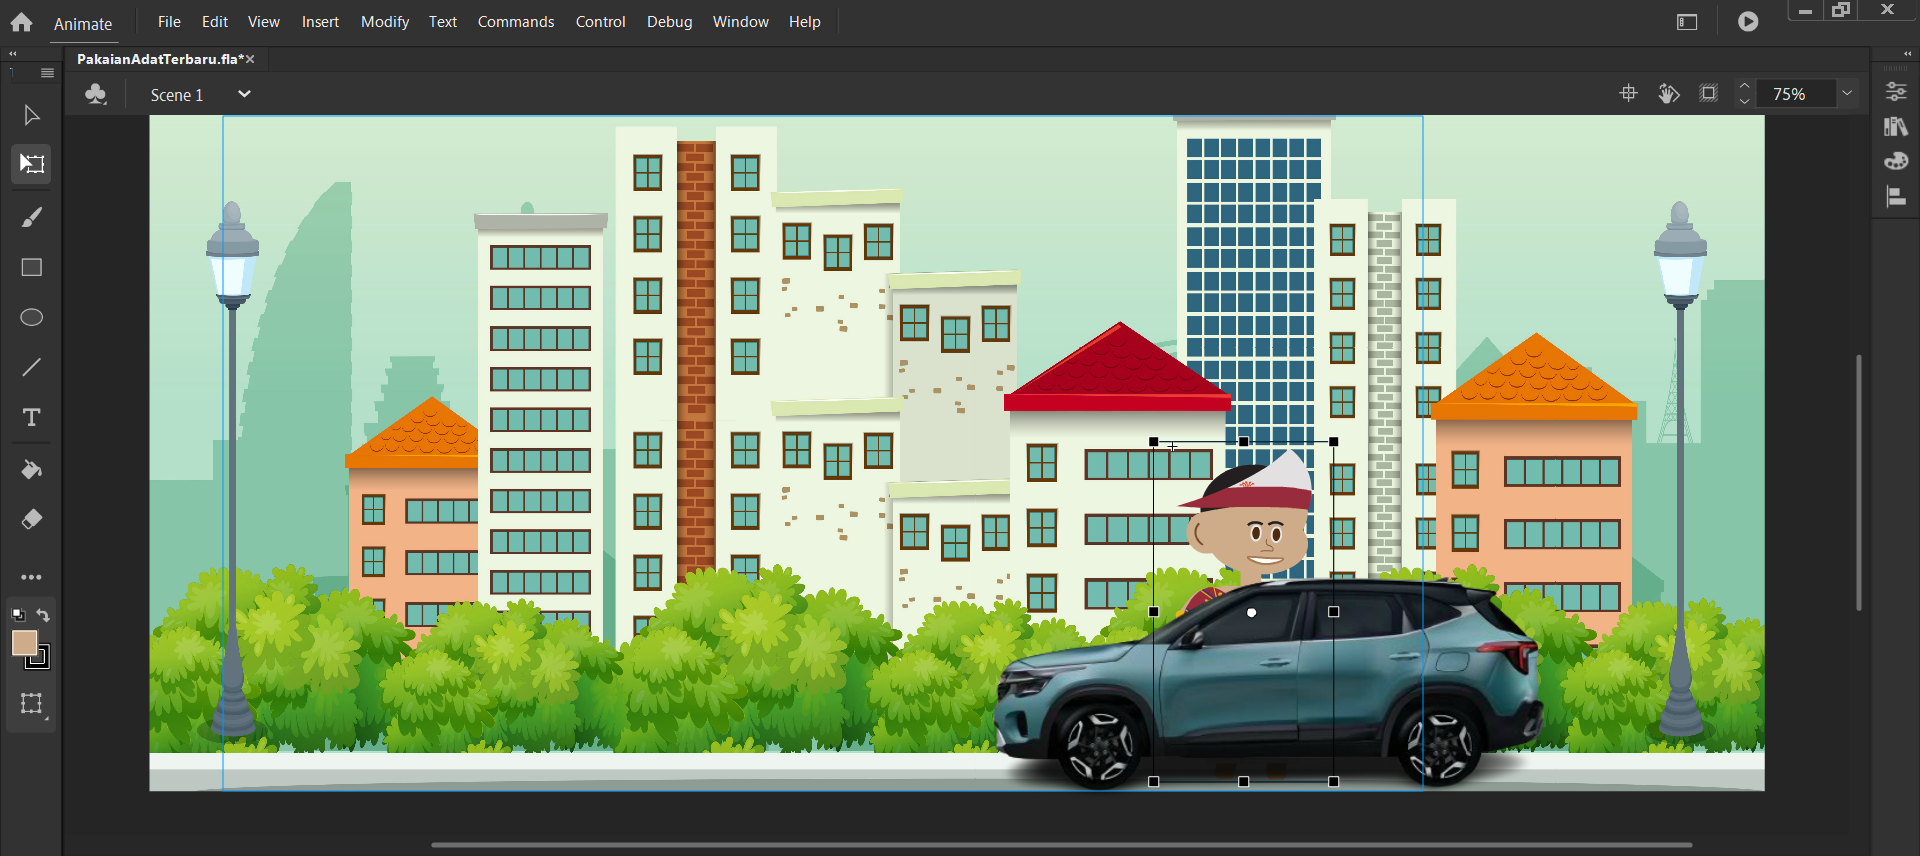 Animate
File Edit View Insert Modify Text Commands Control Debug Window Help
PakaianAdatTerbaru.fla*
Scene 1
75%